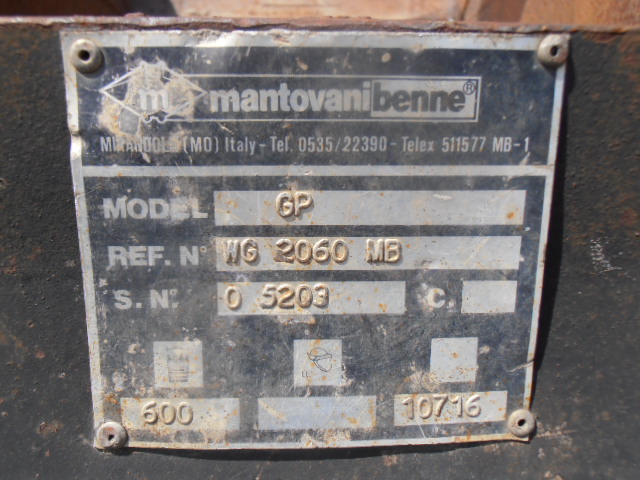 m mantovanibenne®
MIRANDOLA (MO) Italy - Tel. 0535/22390 - Telex 511577 MB-1
MODEL GP
REF. N° WG 2060 MB
S. N°. 0 5203 C.
600 10716